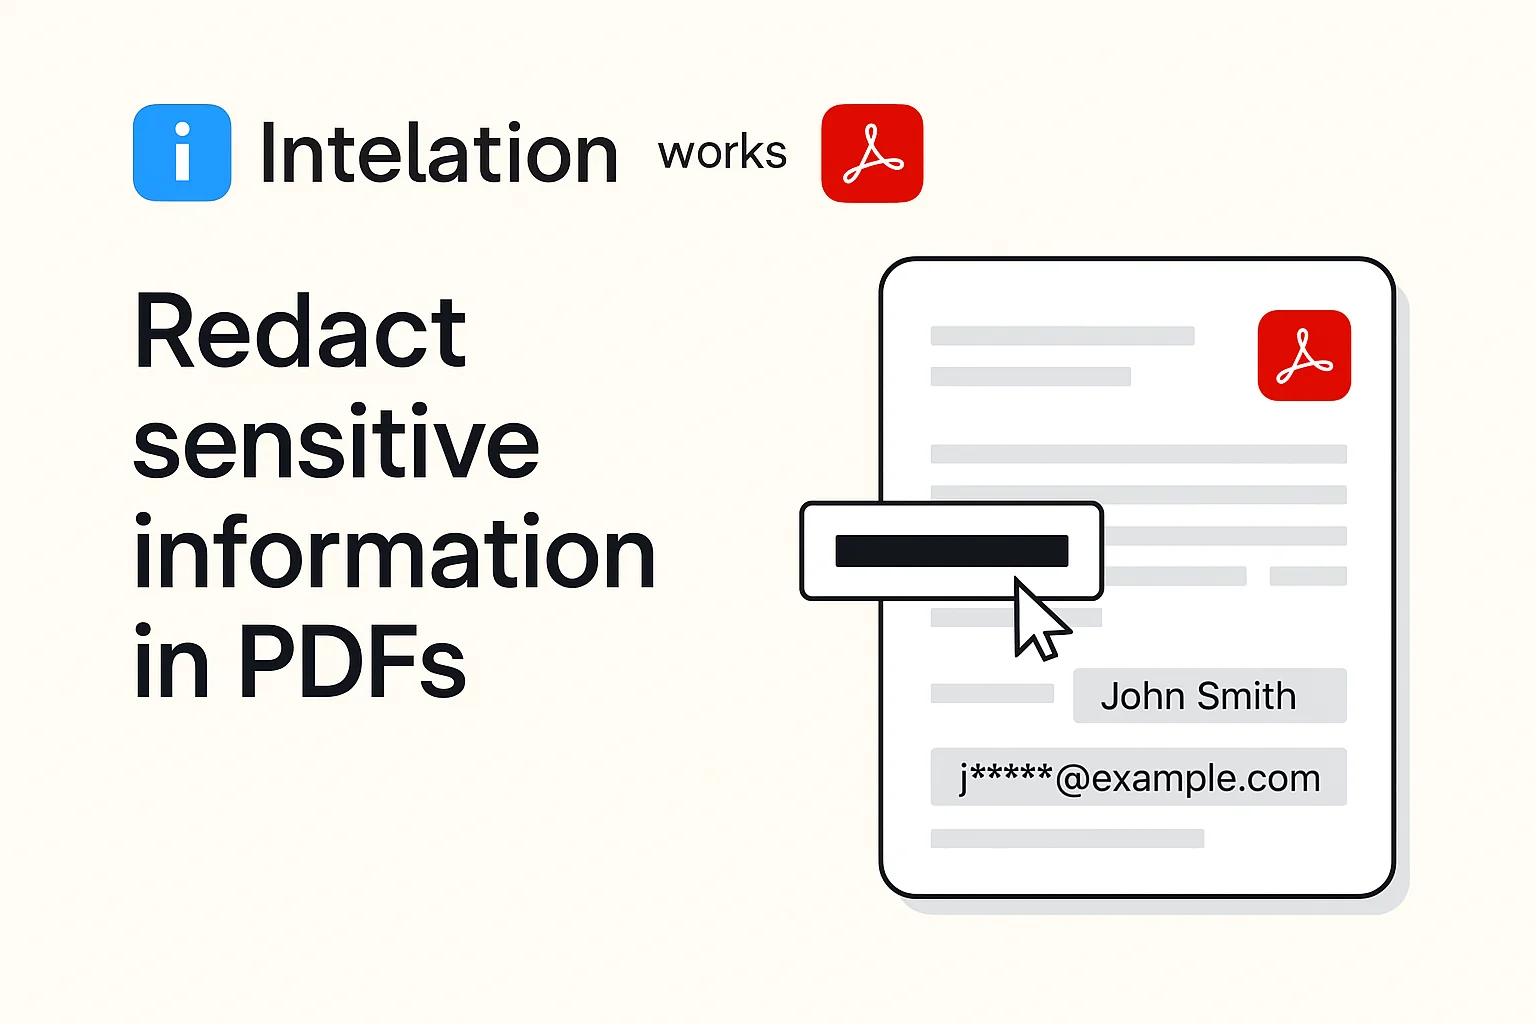 i Intelation works
Redact
sensitive
information
in PDFs
John Smith
j*****@example.com